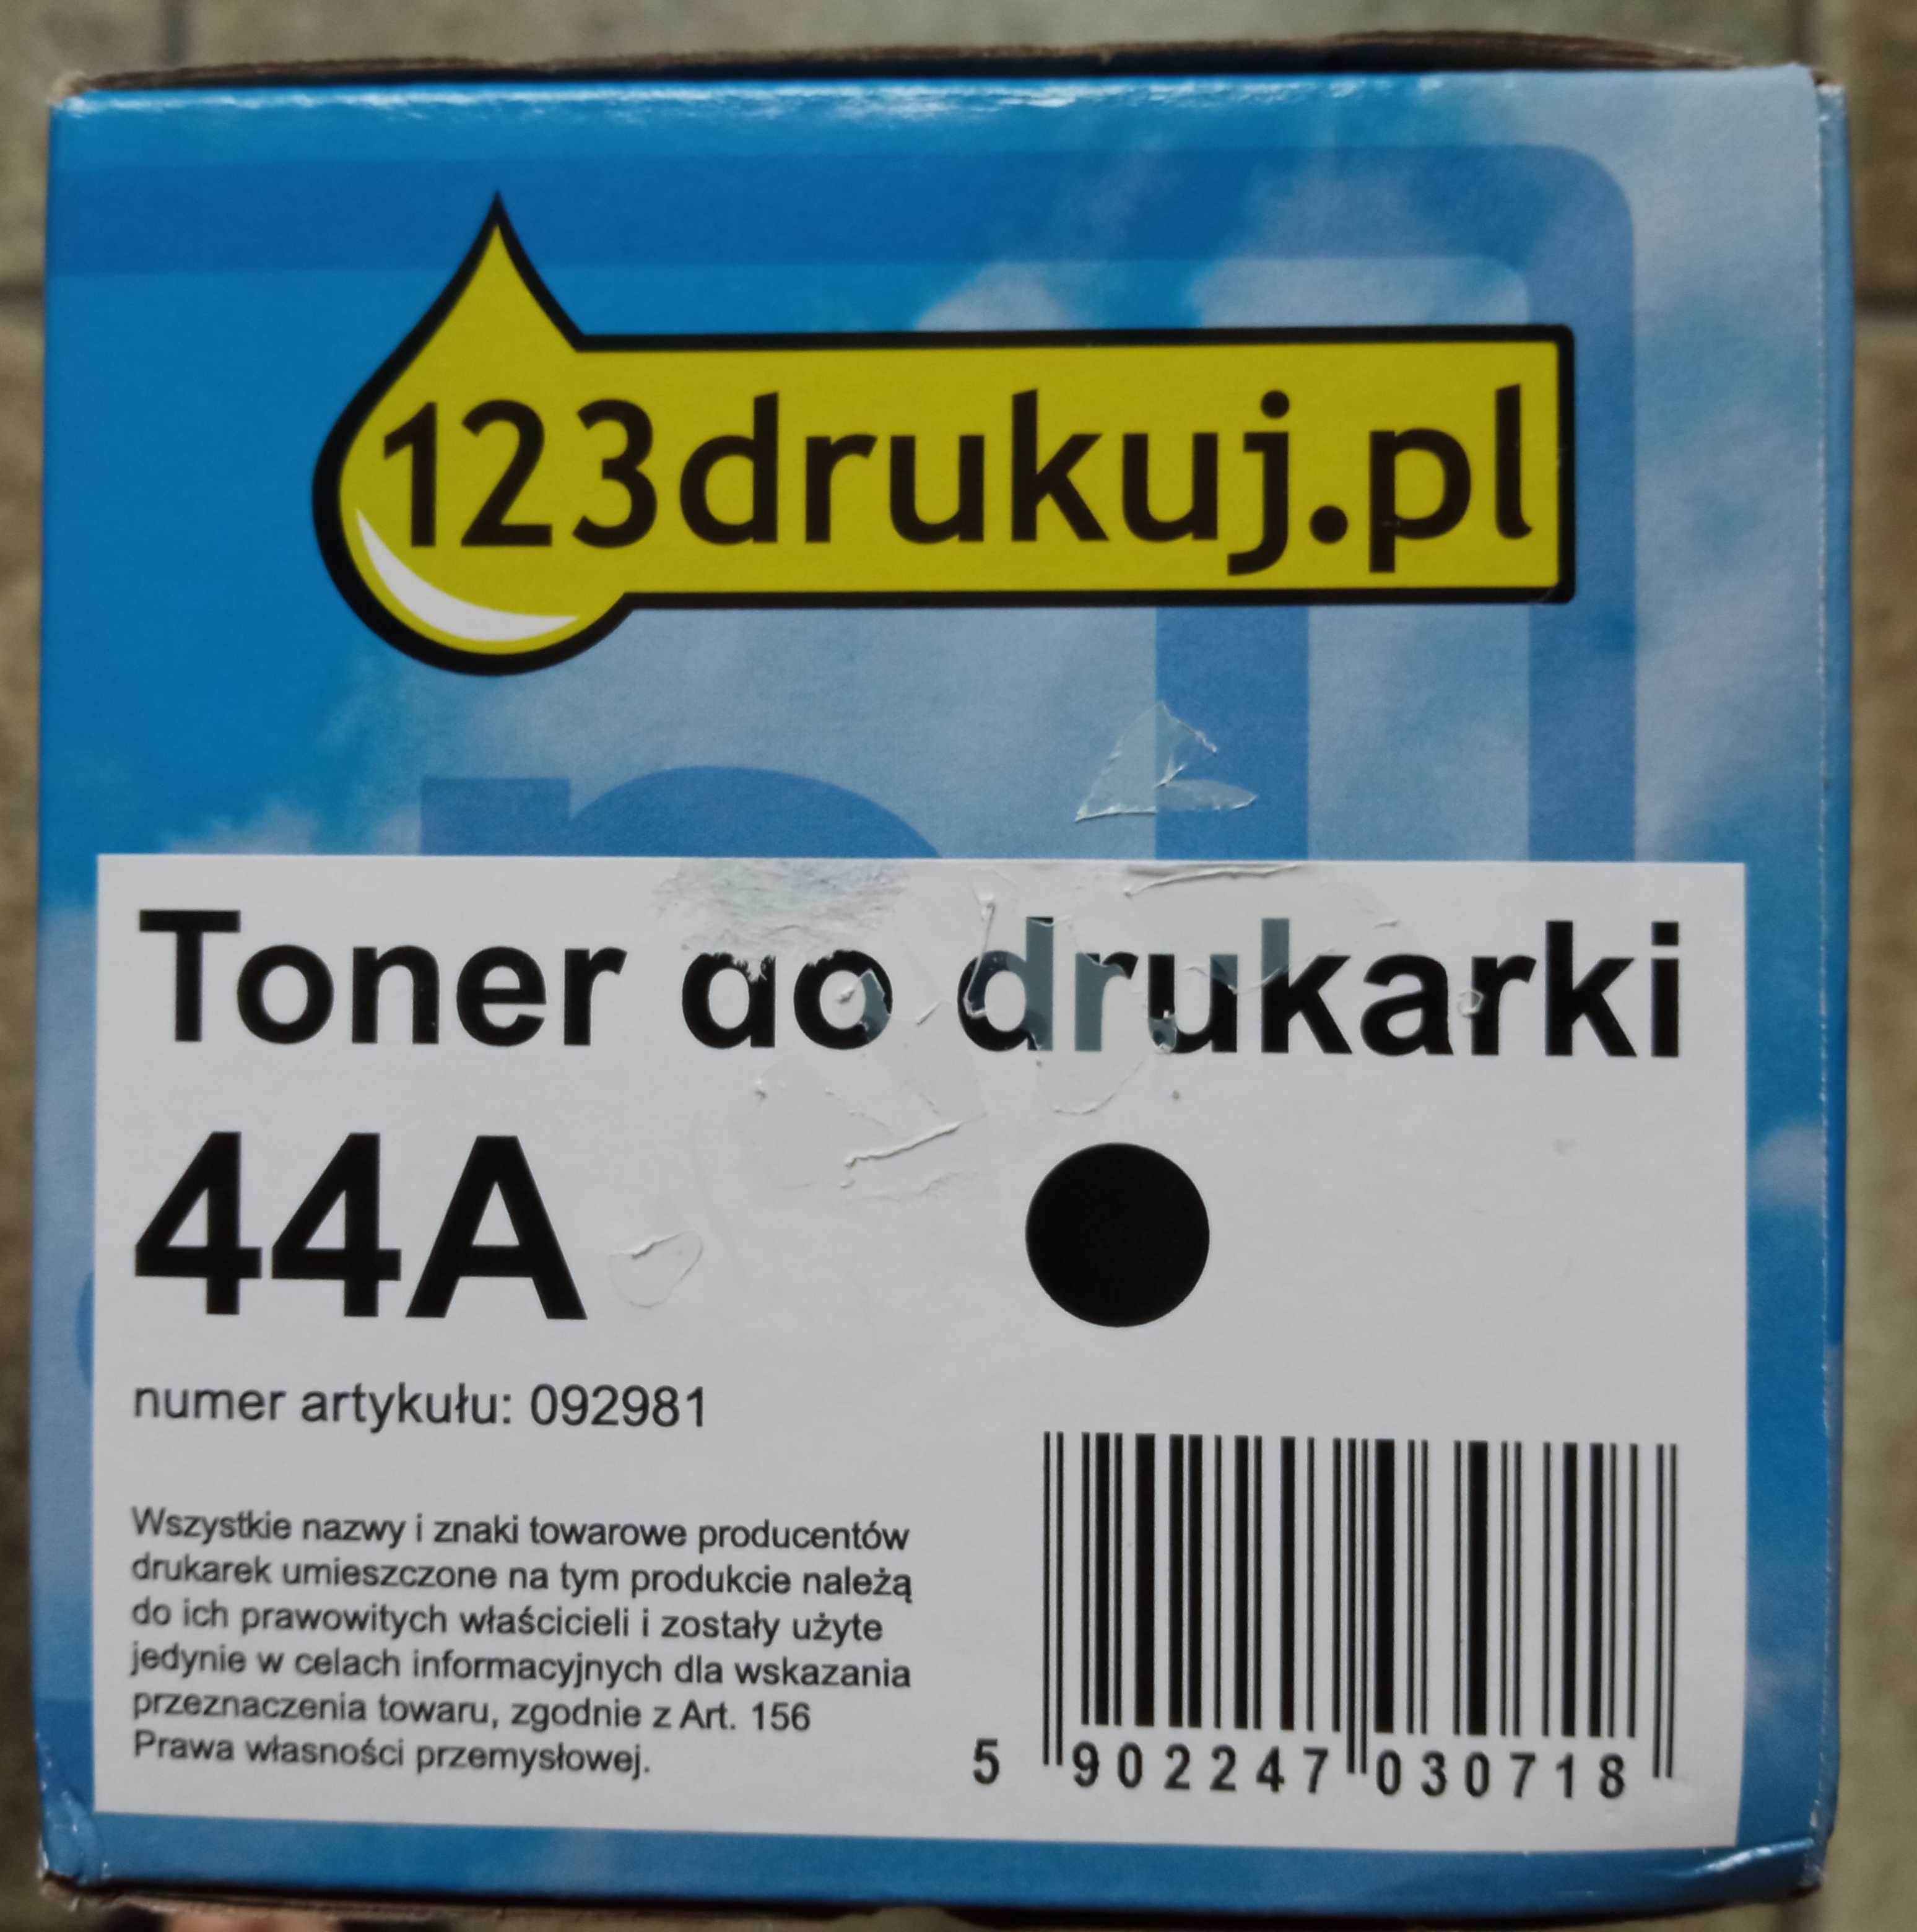 123drukuj.pl
Toner do drukarki
44A
numer artykułu: 092981
Wszystkie nazwy i znaki towarowe producentów
drukarek umieszczone na tym produkcie należą
do ich prawowitych właścicieli i zostały użyte
jedynie w celach informacyjnych dla wskazania
przeznaczenia towaru, zgodnie z Art. 156
Prawa własności przemysłowej.
5 902247 030718